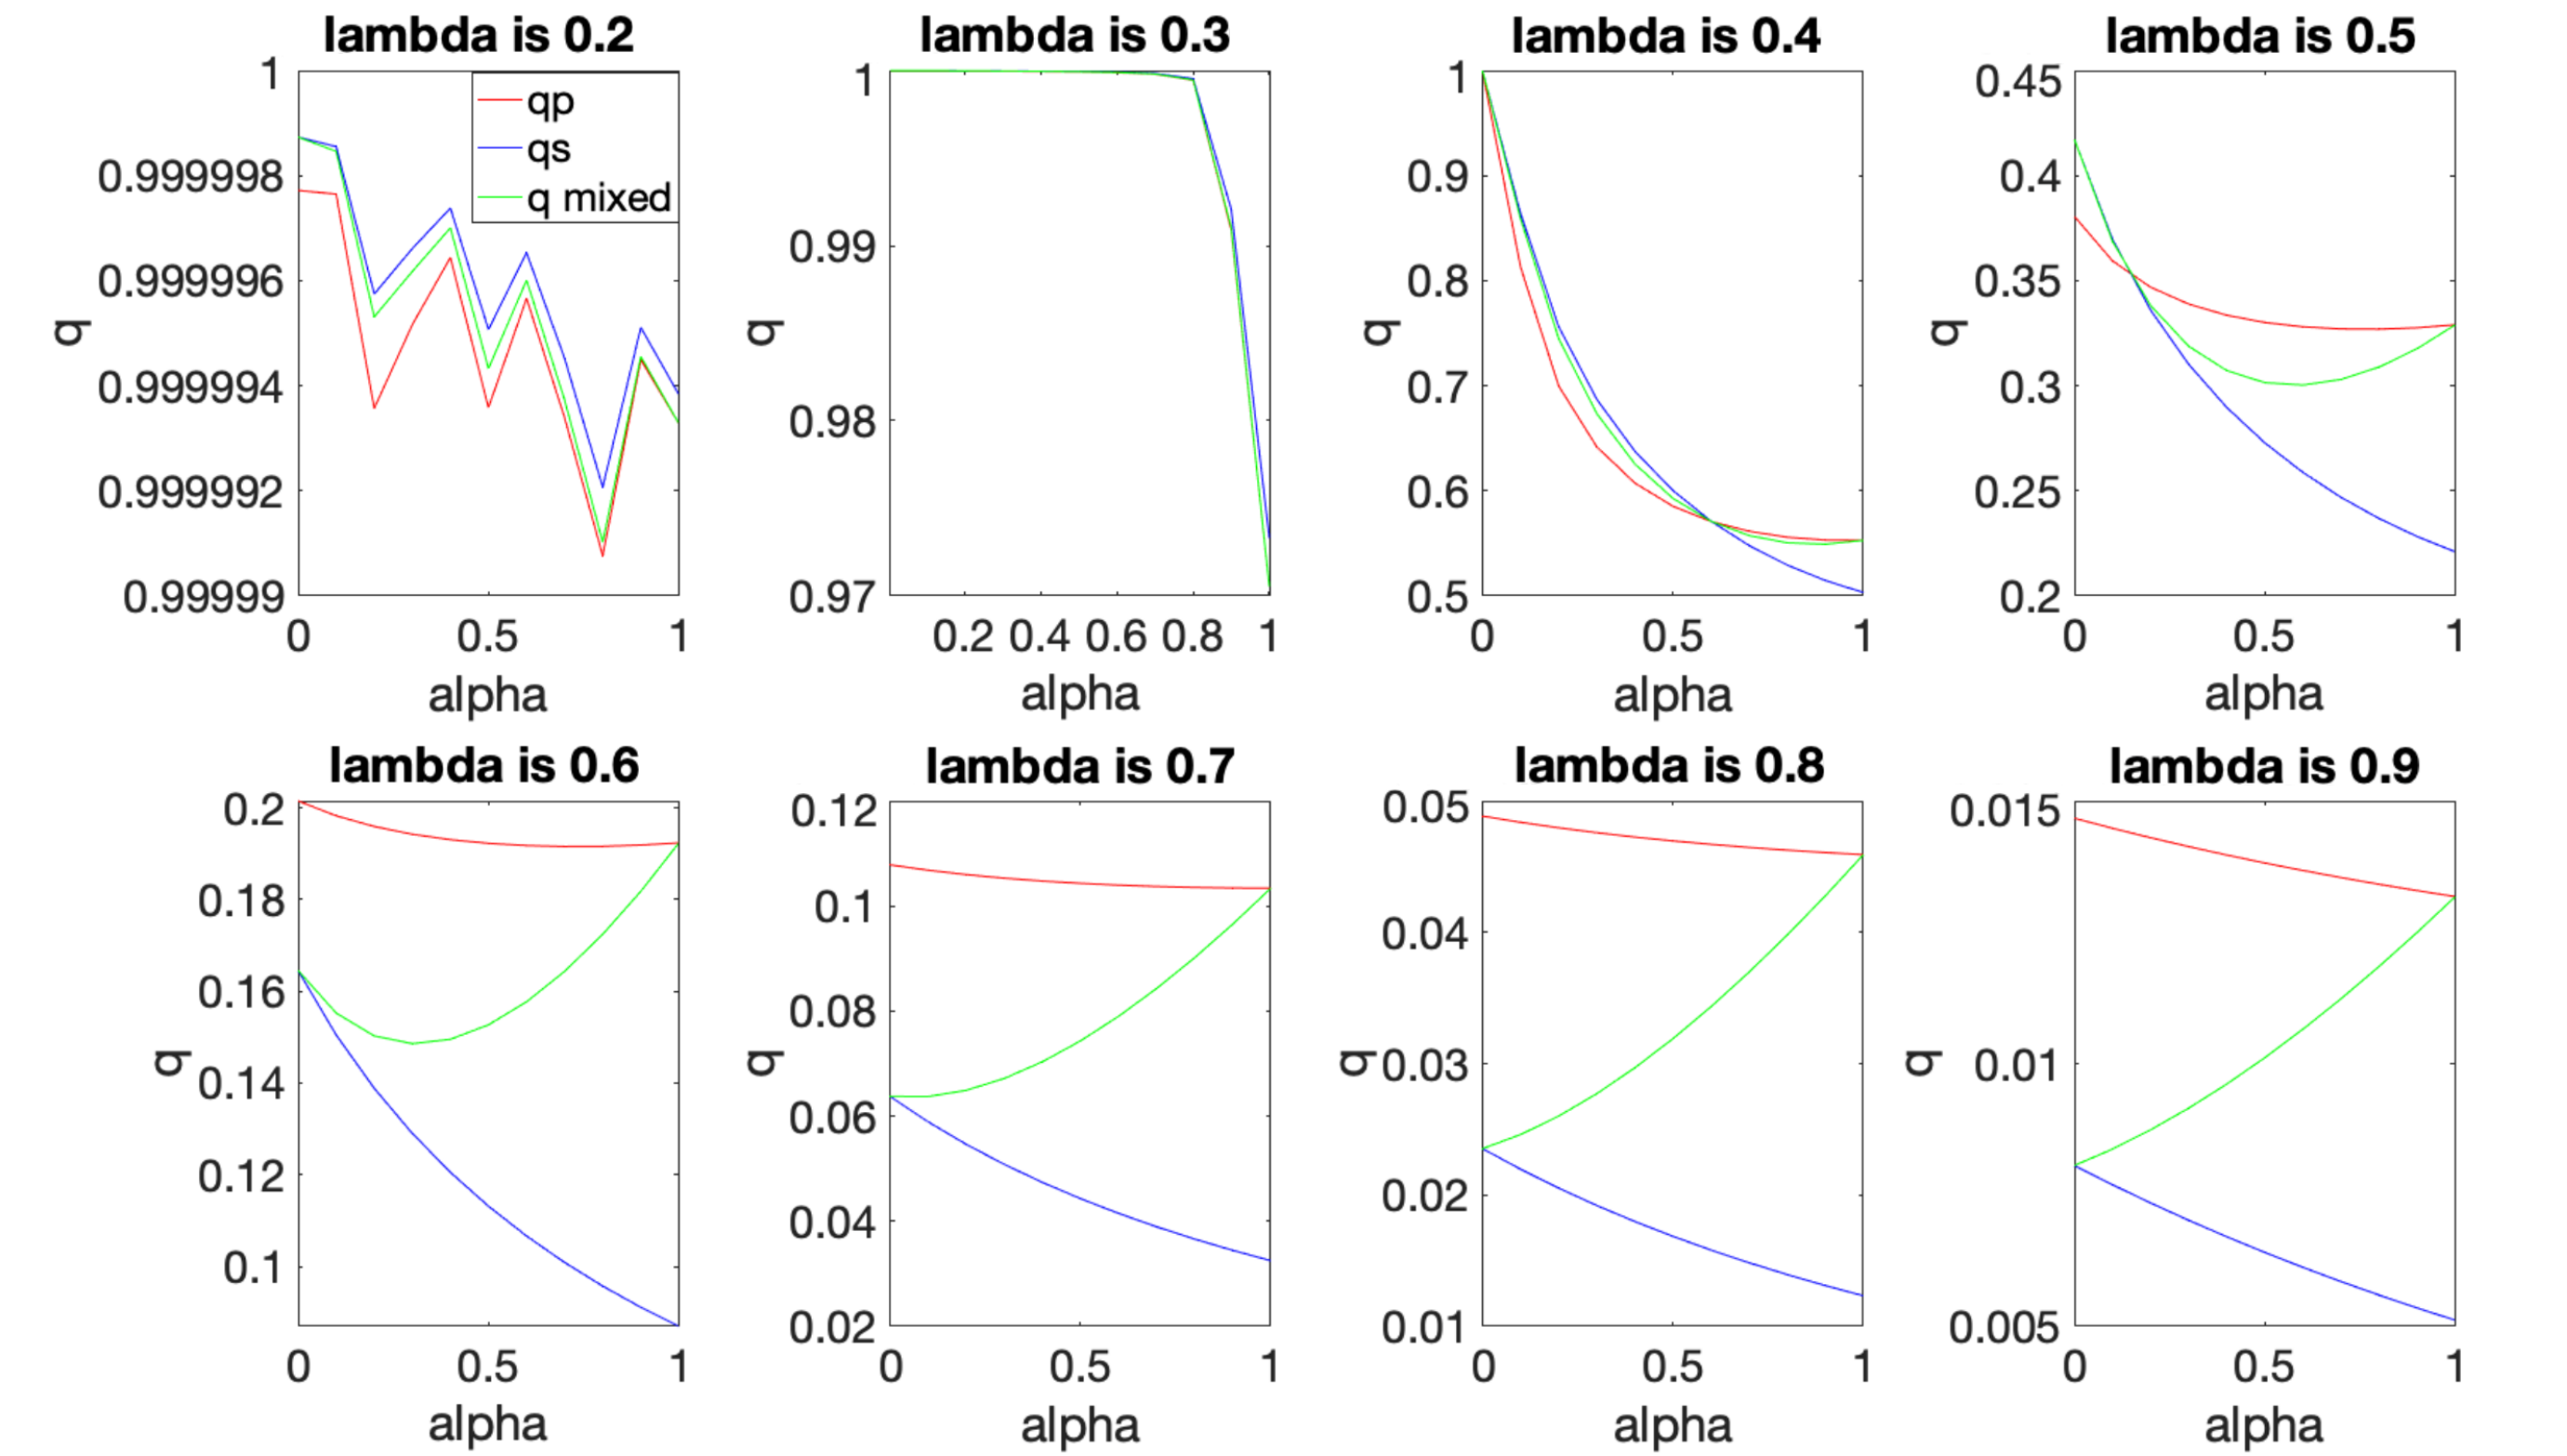 lambda is 0.2
1
0.999998
0.999996
0.999994
0.999992
0.99999
q
qp
qs
q mixed
0 0.5 1
alpha
lambda is 0.3
1
0.99
0.98
0.97
q
0.2 0.4 0.6 0.8 1
alpha
lambda is 0.4
1
0.9
0.8
0.7
0.6
0.5
q
0 0.5 1
alpha
lambda is 0.5
0.45
0.4
0.35
0.3
0.25
0.2
q
0 0.5 1
alpha
lambda is 0.6
0.2
0.18
0.16
0.14
0.12
0.1
q
0 0.5 1
alpha
lambda is 0.7
0.12
0.1
0.08
0.06
0.04
0.02
q
0 0.5 1
alpha
lambda is 0.8
0.05
0.04
0.03
0.02
0.01
q
0 0.5 1
alpha
lambda is 0.9
0.015
0.01
0.005
q
0 0.5 1
alpha